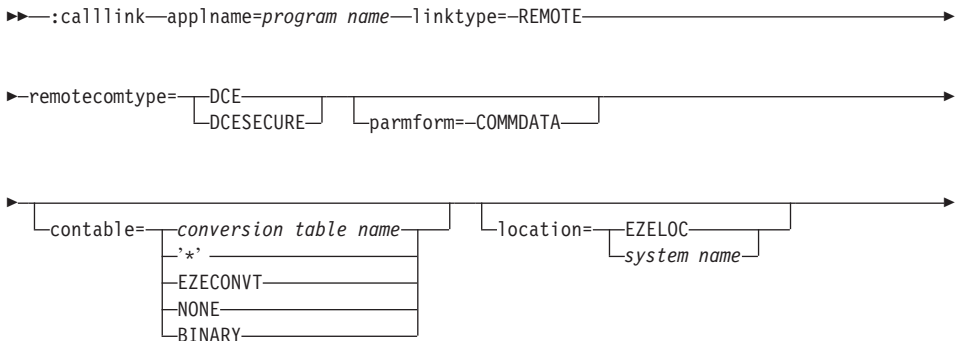 :calllink applname=program name linktype= REMOTE
remotecomtype= DCE
DCESECURE
parmform= COMMDATA
contable= conversion table name
'*'
EZECONVT
NONE
BINARY
location= EZELOC
system name